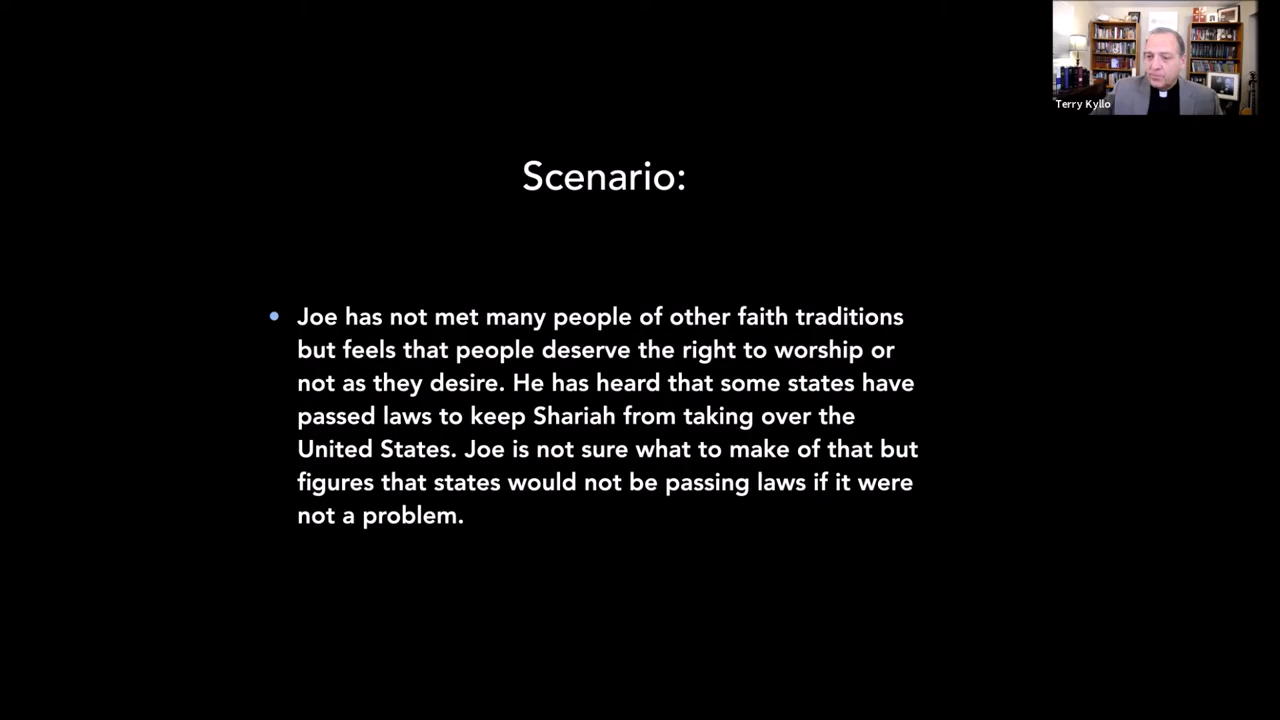 Terry Kyllo
Scenario:
• Joe has not met many people of other faith traditions
but feels that people deserve the right to worship or
not as they desire. He has heard that some states have
passed laws to keep Shariah from taking over the
United States. Joe is not sure what to make of that but
figures that states would not be passing laws if it were
not a problem.